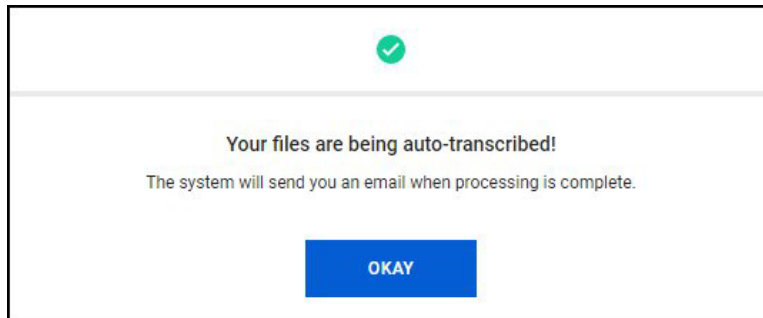 Your files are being auto-transcribed!
The system will send you an email when processing is complete.
OKAY